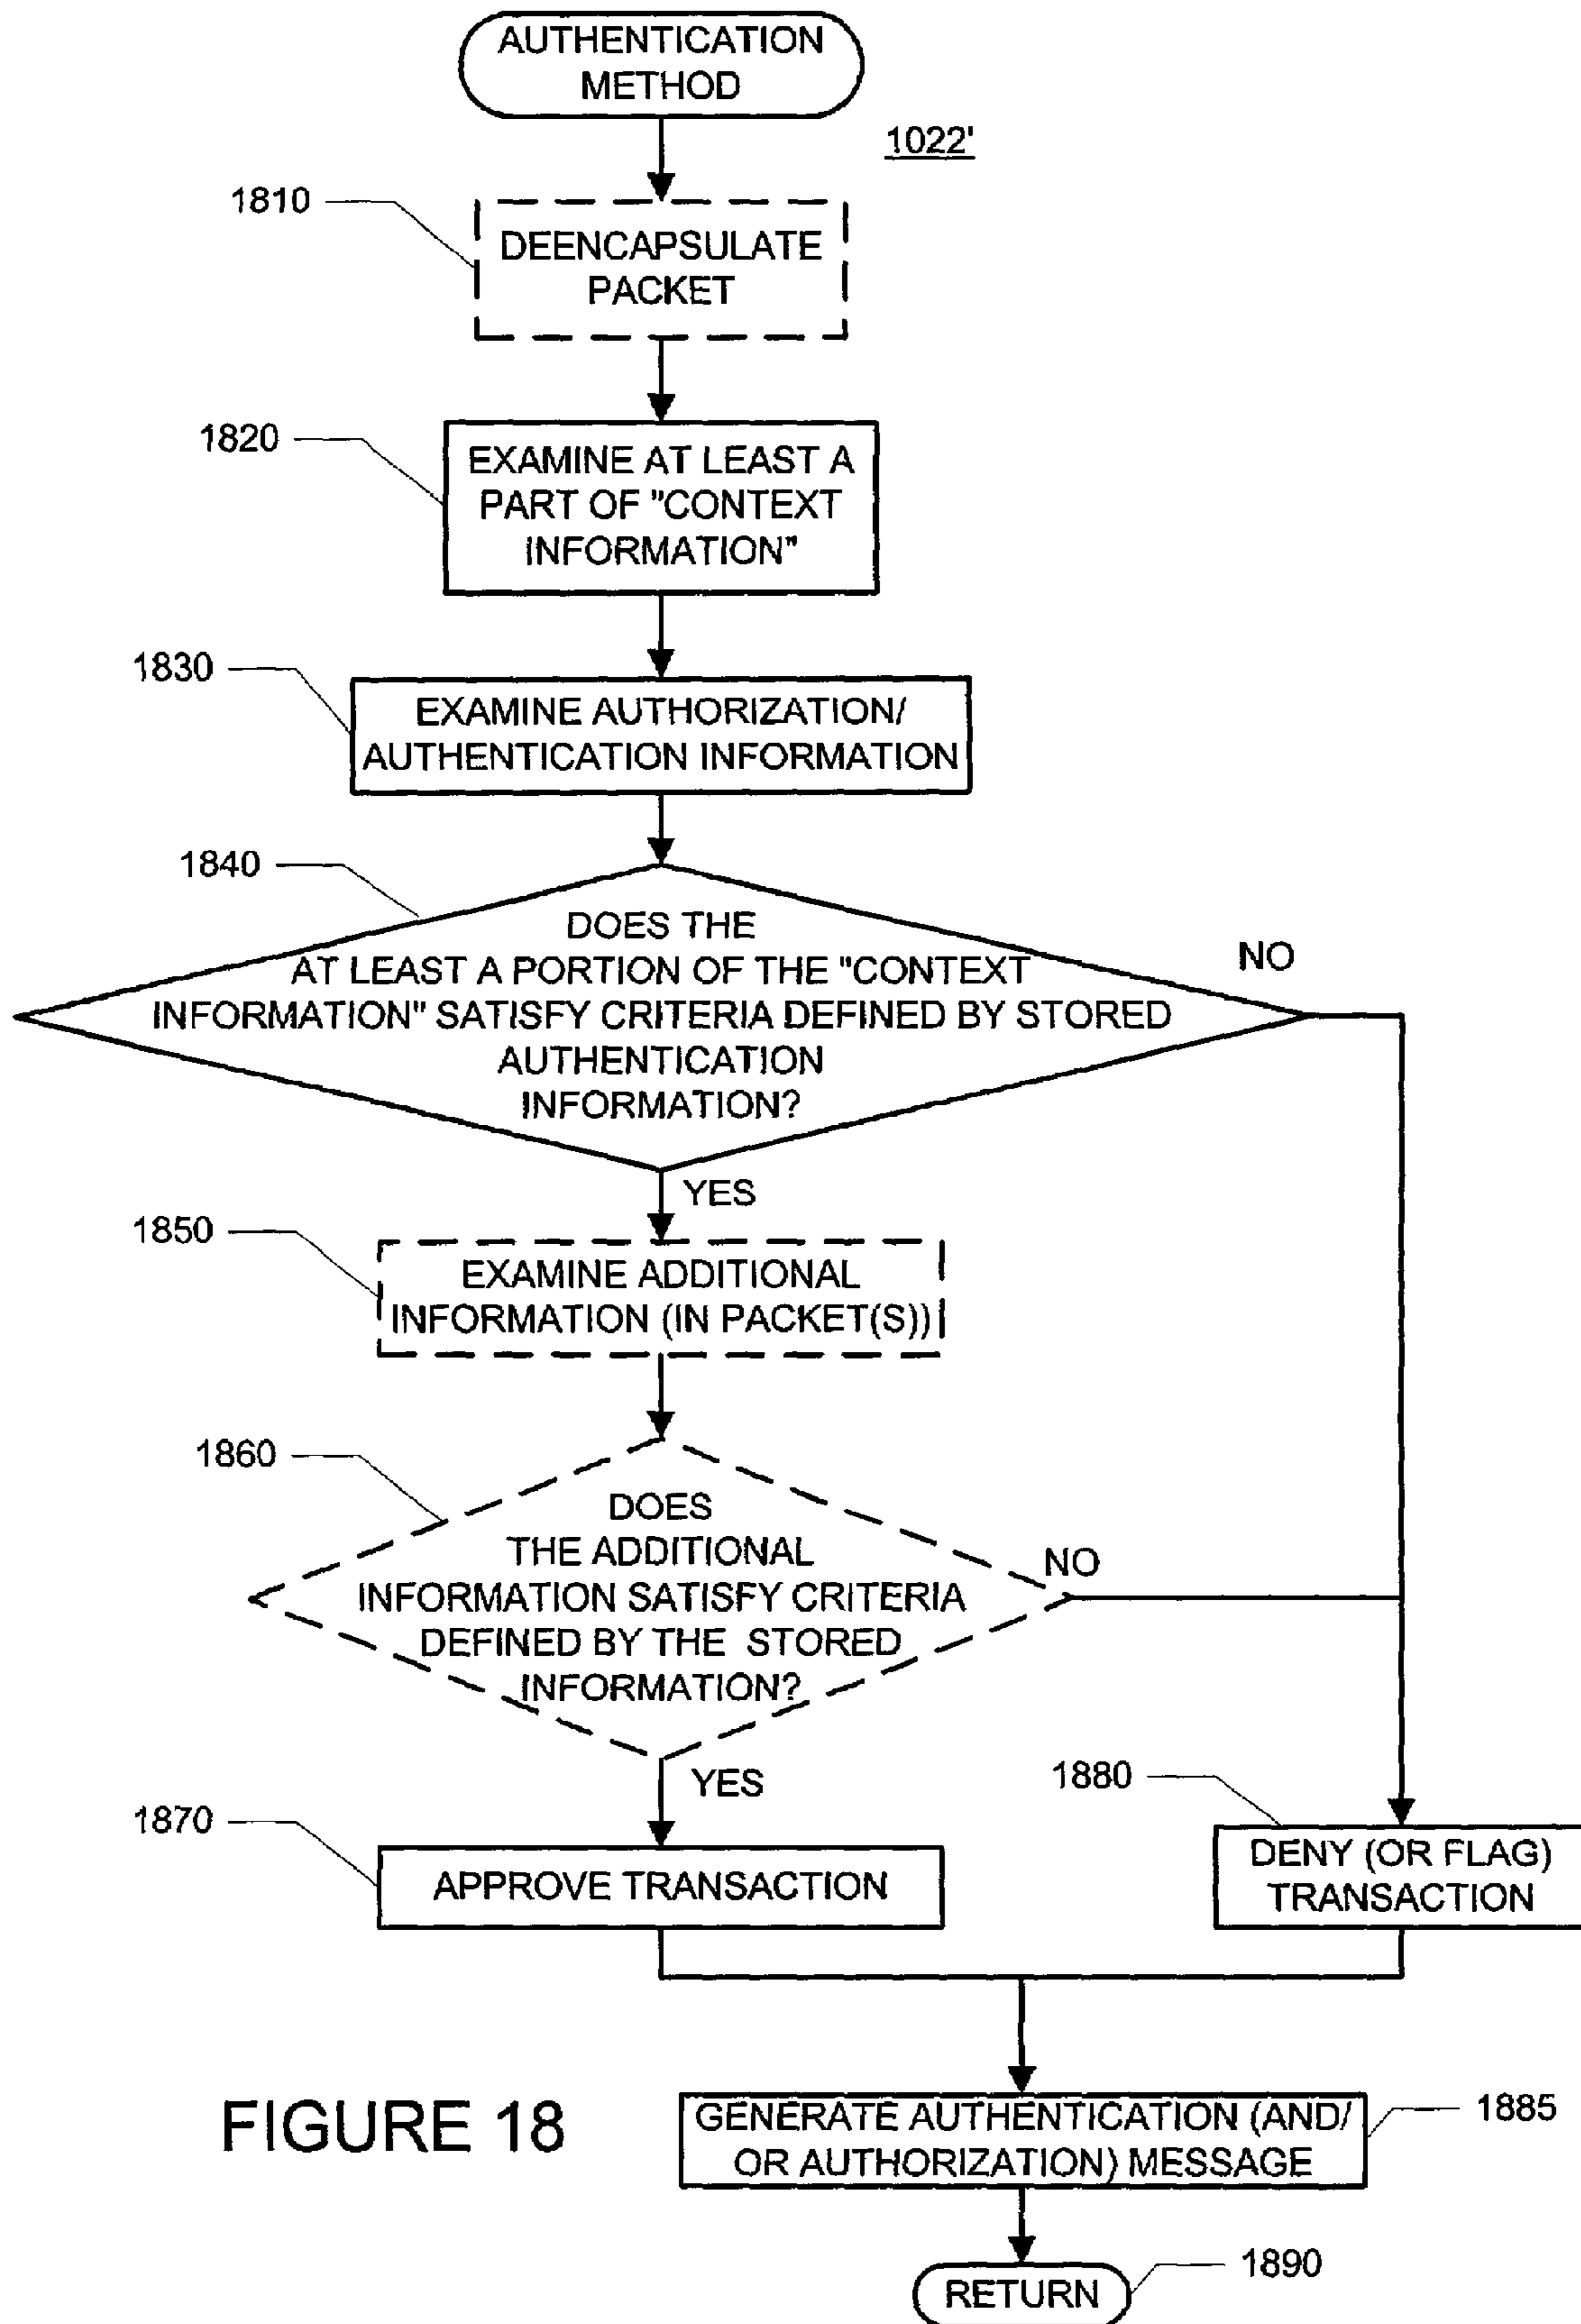 AUTHENTICATION
METHOD
1022'
1810
DEENCAPSULATE
PACKET
1820
EXAMINE AT LEAST A
PART OF "CONTEXT
INFORMATION"
1830
EXAMINE AUTHORIZATION/
AUTHENTICATION INFORMATION
1840
DOES THE
AT LEAST A PORTION OF THE "CONTEXT
INFORMATION" SATISFY CRITERIA DEFINED BY STORED
AUTHENTICATION
INFORMATION?
NO
YES
1850
EXAMINE ADDITIONAL
INFORMATION (IN PACKET(S))
1860
DOES
THE ADDITIONAL
INFORMATION SATISFY CRITERIA
DEFINED BY THE STORED
INFORMATION?
NO
YES
1870
APPROVE TRANSACTION
1880
DENY (OR FLAG)
TRANSACTION
FIGURE 18
GENERATE AUTHENTICATION (AND/
OR AUTHORIZATION) MESSAGE
1885
RETURN
1890